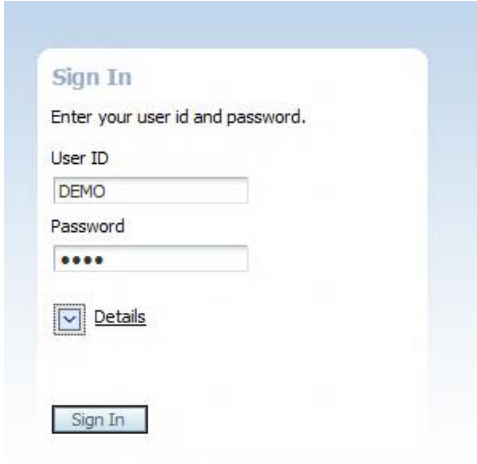 Sign In
Enter your user id and password.
User ID
DEMO
Password
••••
Details
Sign In